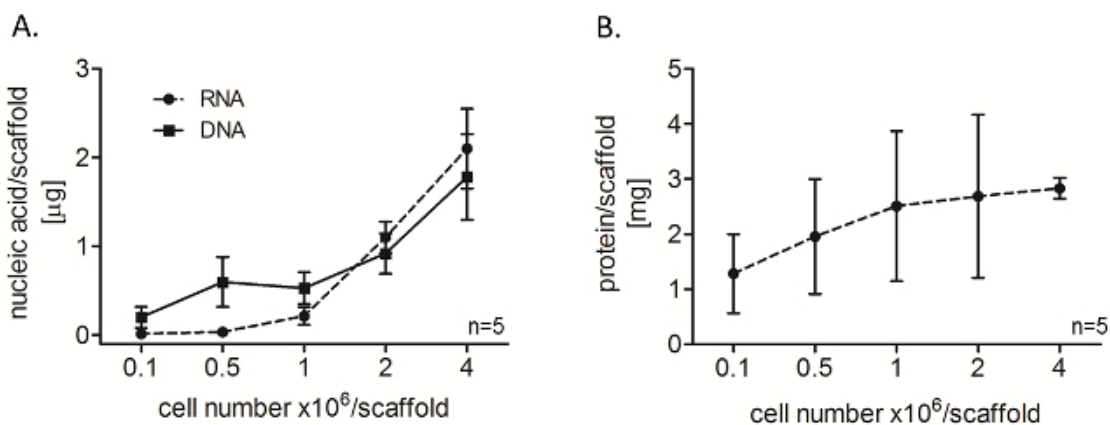 A.
3
2
1
0
nucleic acid/scaffold
[µg]
RNA
DNA
n=5
0.1 0.5 1 2 4
cell number x10⁶/scaffold
B.
5
4
3
2
1
0
protein/scaffold
[mg]
n=5
0.1 0.5 1 2 4
cell number x10⁶/scaffold